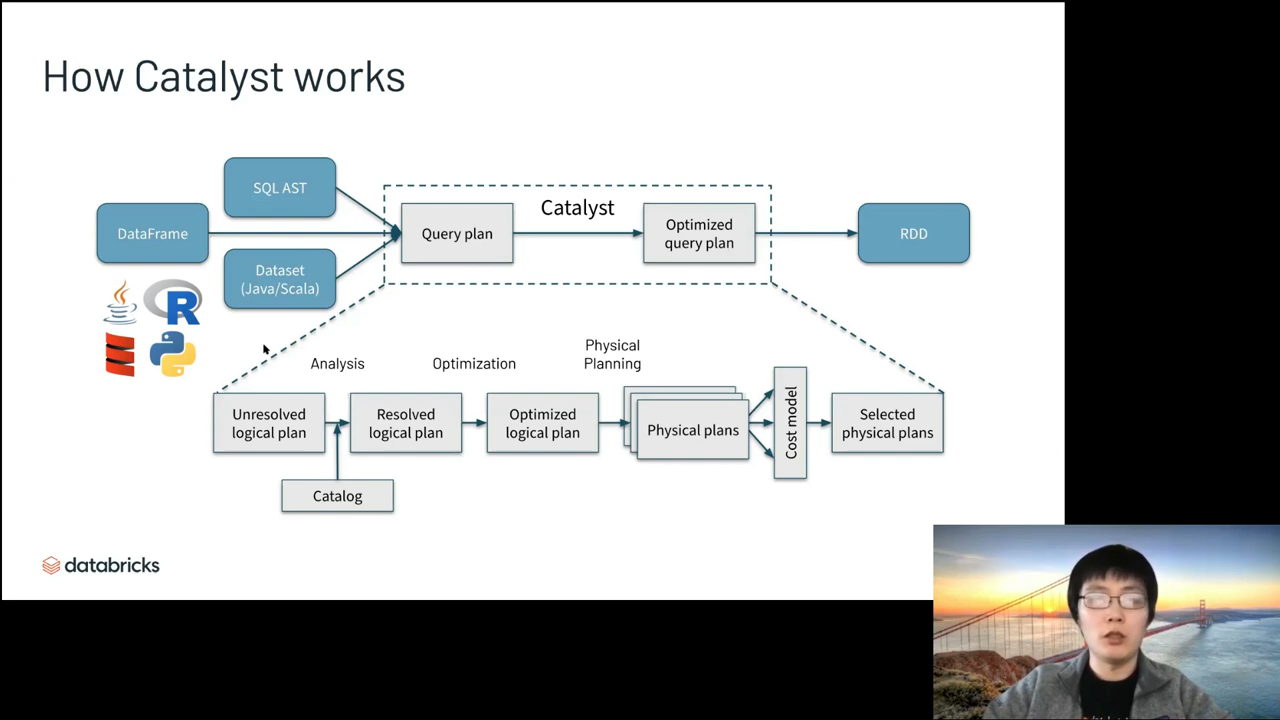 How Catalyst works
SQL AST
DataFrame
Dataset
(Java/Scala)
Query plan
Catalyst
Optimized
query plan
RDD
R
Analysis
Optimization
Physical
Planning
Unresolved
logical plan
Resolved
logical plan
Optimized
logical plan
Physical plans
Cost model
Selected
physical plans
Catalog
databricks